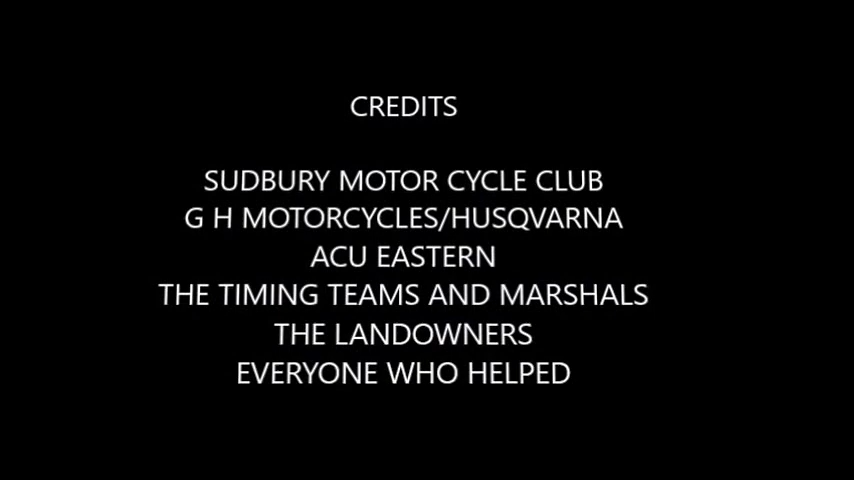 CREDITS
SUDBURY MOTOR CYCLE CLUB
G H MOTORCYCLES/HUSQVARNA
ACU EASTERN
THE TIMING TEAMS AND MARSHALS
THE LANDOWNERS
EVERYONE WHO HELPED